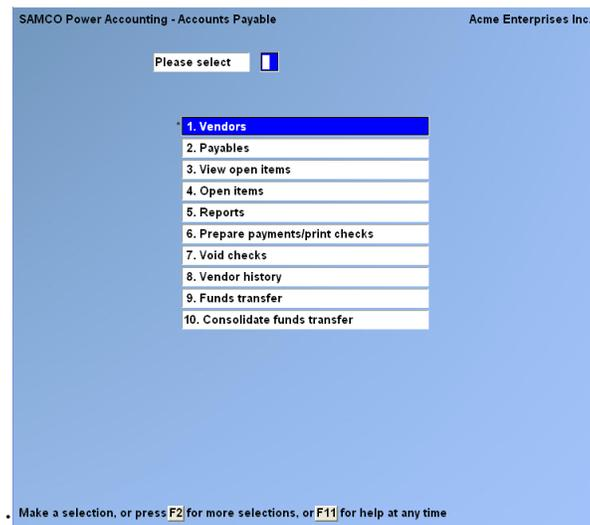 SAMCO Power Accounting - Accounts Payable Acme Enterprises Inc.
Please select
* 1. Vendors
2. Payables
3. View open items
4. Open items
5. Reports
6. Prepare payments/print checks
7. Void checks
8. Vendor history
9. Funds transfer
10. Consolidate funds transfer
Make a selection, or press F2 for more selections, or F11 for help at any time